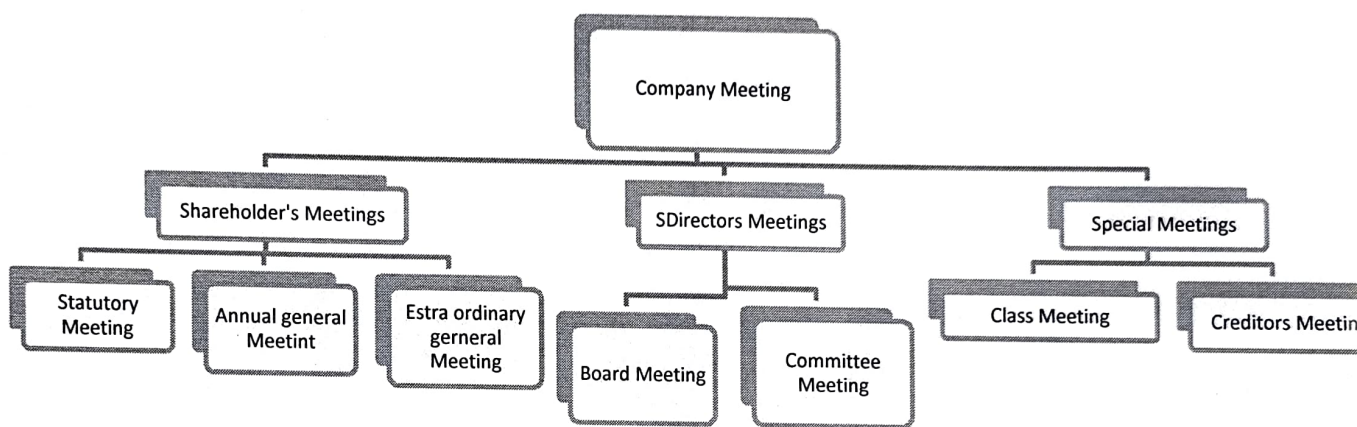 Company Meeting
Shareholder's Meetings
SDirectors Meetings
Special Meetings
Statutory
Meeting
Annual general
Meetint
Estra ordinary
gerneral
Meeting
Board Meeting
Committee
Meeting
Class Meeting
Creditors Meetin